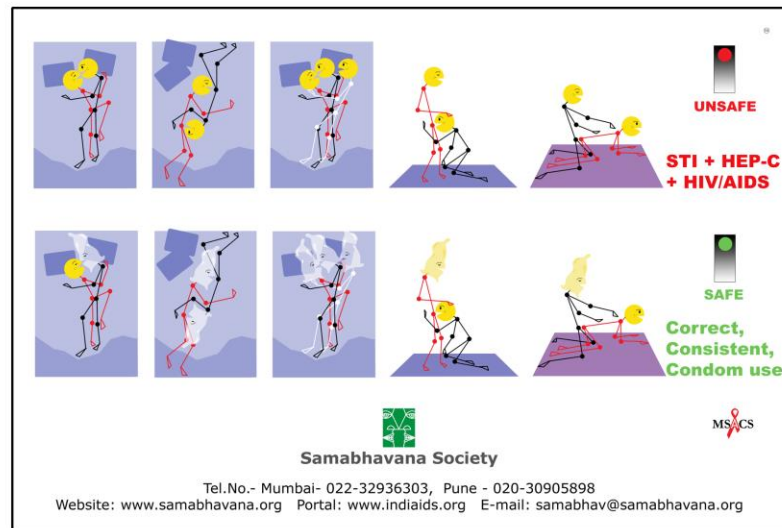 UNSAFE
STI + HEP-C
+ HIV/AIDS
SAFE
Correct,
Consistent,
Condom use
MSACS
Samabhavana Society
Tel.No.- Mumbai- 022-32936303, Pune - 020-30905898
Website: www.samabhavana.org Portal: www.indiaids.org E-mail: samabhav@samabhavana.org